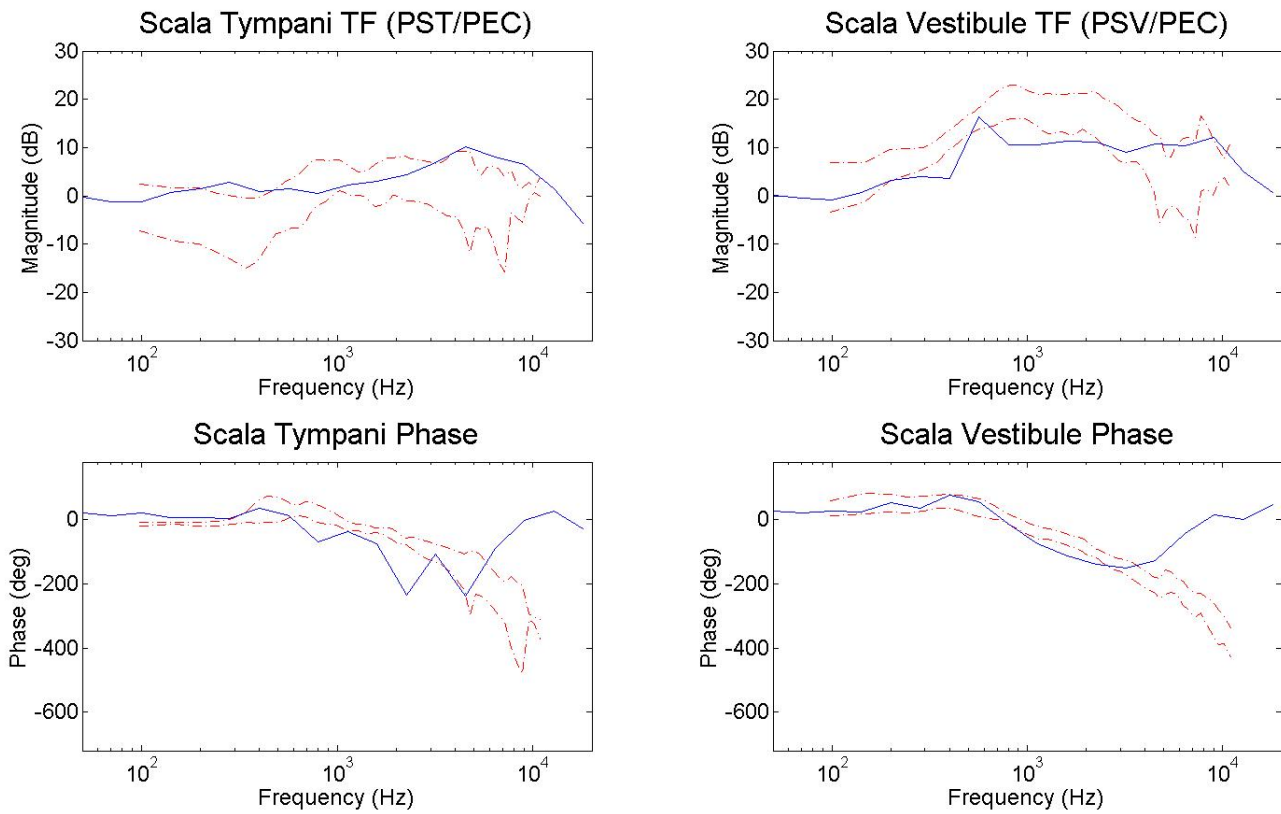 Scala Tympani TF (PST/PEC)
30
20
10
0
-10
-20
-30
Magnitude (dB)
10^2
10^3
10^4
Frequency (Hz)
Scala Vestibule TF (PSV/PEC)
30
20
10
0
-10
-20
-30
Magnitude (dB)
10^2
10^3
10^4
Frequency (Hz)
Scala Tympani Phase
0
-200
-400
-600
Phase (deg)
10^2
10^3
10^4
Frequency (Hz)
Scala Vestibule Phase
0
-200
-400
-600
Phase (deg)
10^2
10^3
10^4
Frequency (Hz)